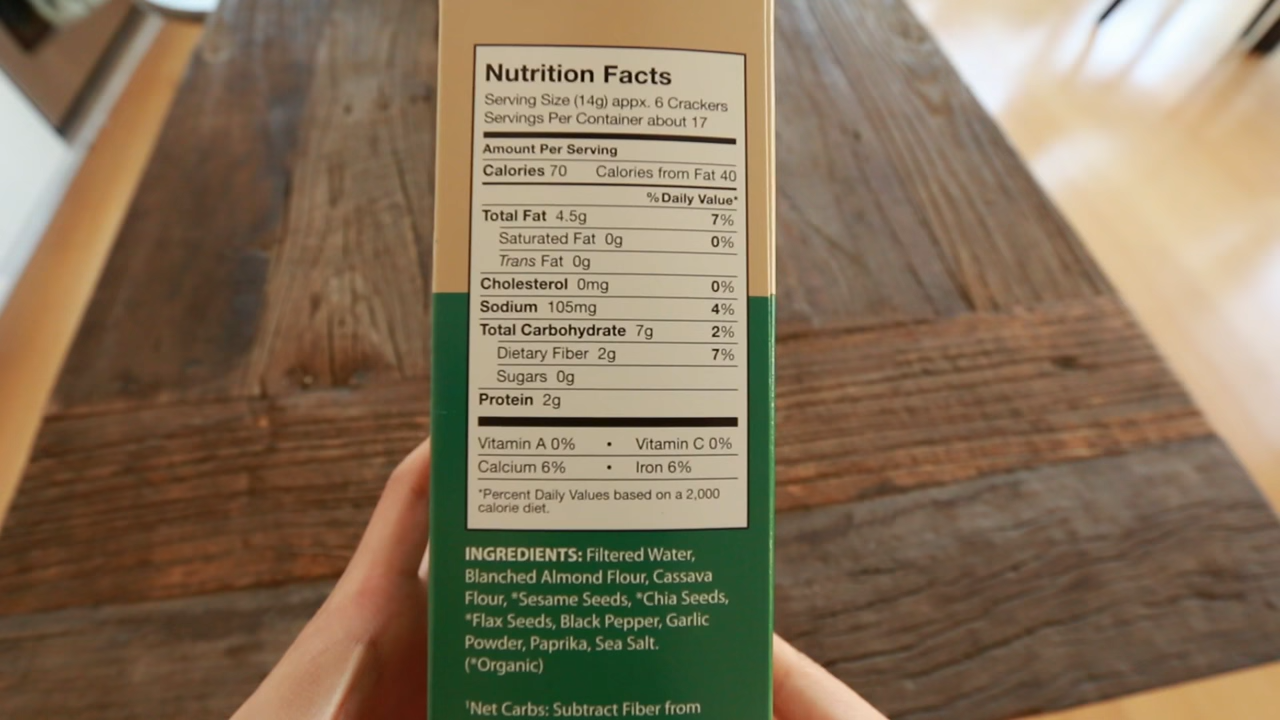 Nutrition Facts
Serving Size (14g) appx. 6 Crackers
Servings Per Container about 17
Amount Per Serving
Calories 70 Calories from Fat 40
% Daily Value*
Total Fat 4.5g 7%
Saturated Fat 0g 0%
Trans Fat 0g
Cholesterol 0mg 0%
Sodium 105mg 4%
Total Carbohydrate 7g 2%
Dietary Fiber 2g 7%
Sugars 0g
Protein 2g
Vitamin A 0% • Vitamin C 0%
Calcium 6% • Iron 6%
*Percent Daily Values based on a 2,000
calorie diet.
INGREDIENTS: Filtered Water,
Blanched Almond Flour, Cassava
Flour, *Sesame Seeds, *Chia Seeds,
*Flax Seeds, Black Pepper, Garlic
Powder, Paprika, Sea Salt.
(*Organic)
¹Net Carbs: Subtract Fiber from